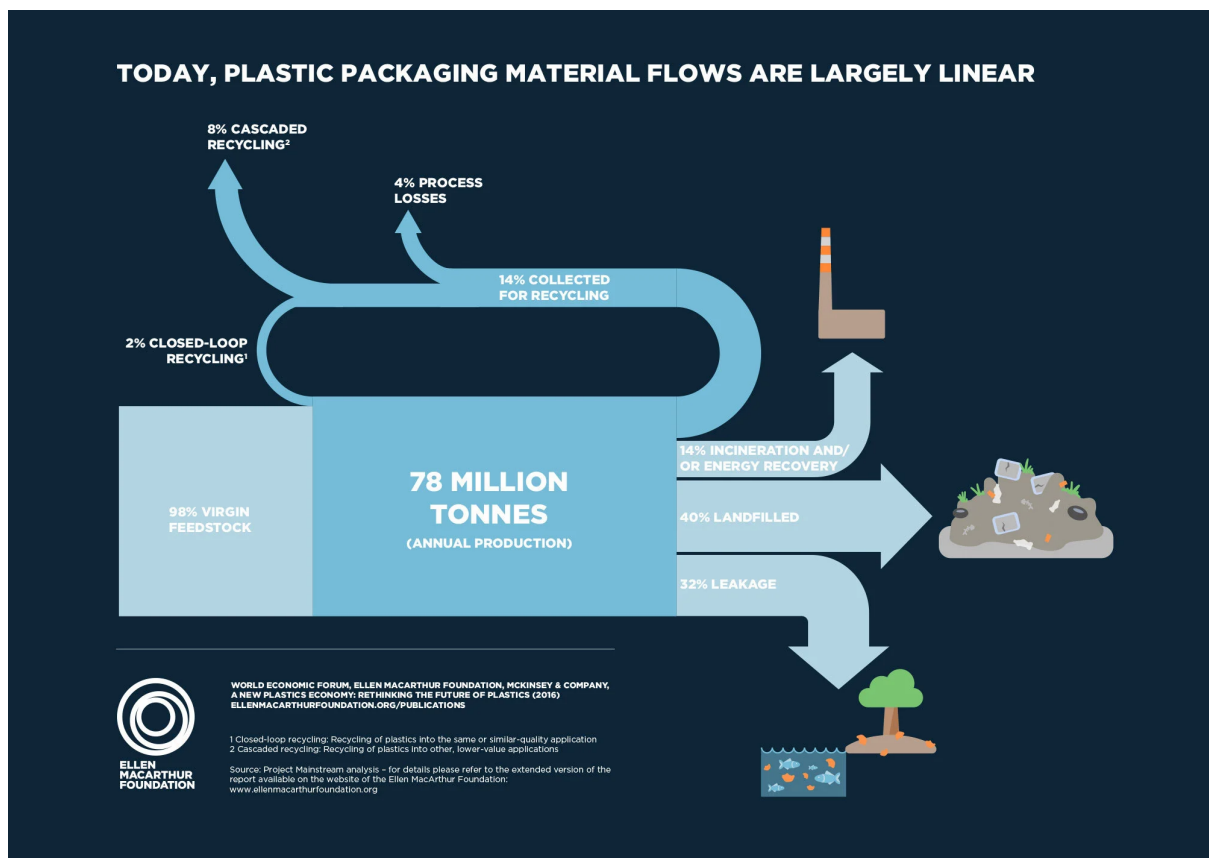 TODAY, PLASTIC PACKAGING MATERIAL FLOWS ARE LARGELY LINEAR
8% CASCADED
RECYCLING²
4% PROCESS
LOSSES
14% COLLECTED
FOR RECYCLING
2% CLOSED-LOOP
RECYCLING¹
98% VIRGIN
FEEDSTOCK
78 MILLION
TONNES
(ANNUAL PRODUCTION)
14% INCINERATION AND/
OR ENERGY RECOVERY
40% LANDFILLED
32% LEAKAGE
ELLEN
MACARTHUR
FOUNDATION
WORLD ECONOMIC FORUM, ELLEN MACARTHUR FOUNDATION, MCKINSEY & COMPANY,
A NEW PLASTICS ECONOMY: RETHINKING THE FUTURE OF PLASTICS (2016)
ELLENMACARTHURFOUNDATION.ORG/PUBLICATIONS
1 Closed-loop recycling: Recycling of plastics into the same or similar-quality application
2 Cascaded recycling: Recycling of plastics into other, lower-value applications
Source: Project Mainstream analysis – for details please refer to the extended version of the
report available on the website of the Ellen MacArthur Foundation:
www.ellenmacarthurfoundation.org